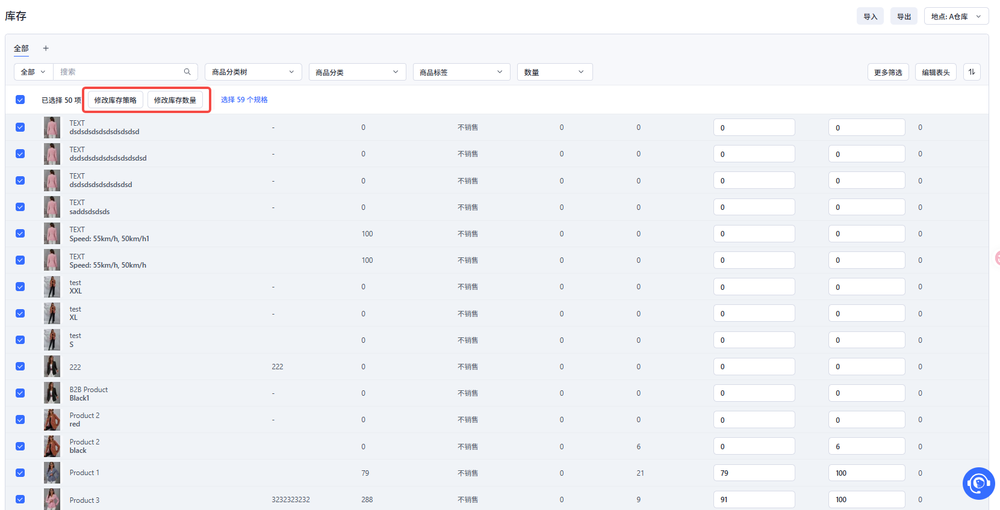 库存
导入 导出 地点: A仓库
全部 +
全部 搜索 商品分类树 商品分类 商品标签 数量 更多筛选 编辑表头
已选择 50 项 修改库存策略 修改库存数量 选择 59 个规格
TEXT
dsdsdsdsdsdsdsdsdsd - 0 不销售 0 0 0 0 0
TEXT
dsdsdsdsdsdsdsdsdsdsd - 0 不销售 0 0 0 0 0
TEXT
dsdsdsdsdsdsdsdsd - 0 不销售 0 0 0 0 0
TEXT
saddsdsdsds - 0 不销售 0 0 0 0 0
TEXT
Speed: 55km/h, 50km/h1 100 不销售 0 0 0 0 0
TEXT
Speed: 55km/h, 50km/h 100 不销售 0 0 0 0 0
test
XXL - 0 不销售 0 0 0 0 0
test
XL - 0 不销售 0 0 0 0 0
test
S 0 不销售 0 0 0 0 0
222 222 0 不销售 0 0 0 0 0
B2B Product
Black1 - 0 不销售 0 0 0 0 0
Product 2
red - 0 不销售 0 0 0 0 0
Product 2
black 0 不销售 0 6 0 6 0
Product 1 79 不销售 0 21 79 100 0
Product 3 3232323232 288 不销售 0 9 91 100 0